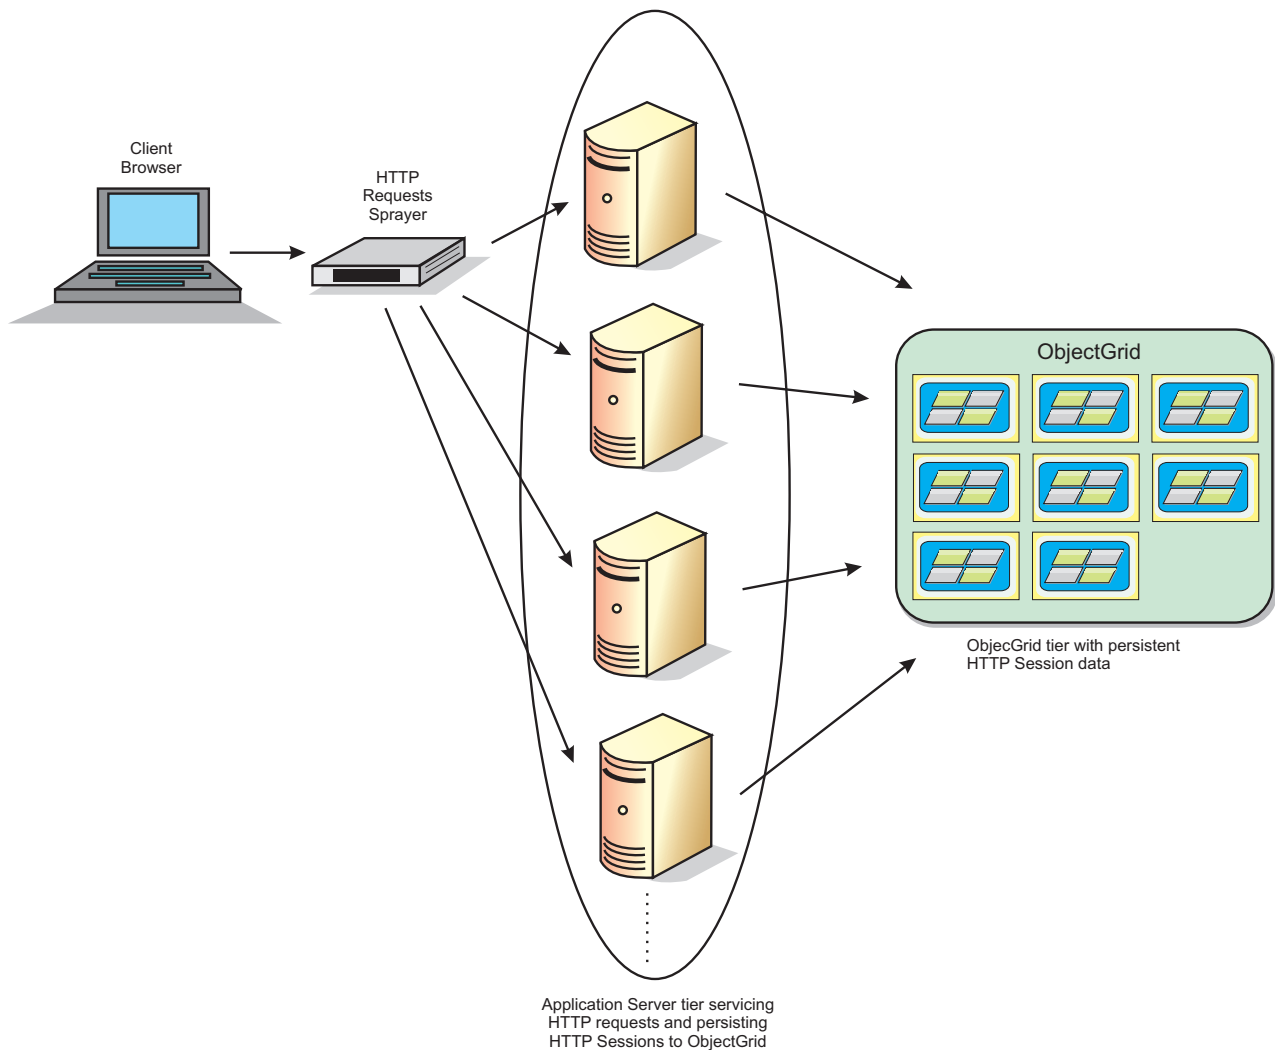 Client
Browser
HTTP
Requests
Sprayer
ObjectGrid
ObjecGrid tier with persistent
HTTP Session data
Application Server tier servicing
HTTP requests and persisting
HTTP Sessions to ObjectGrid